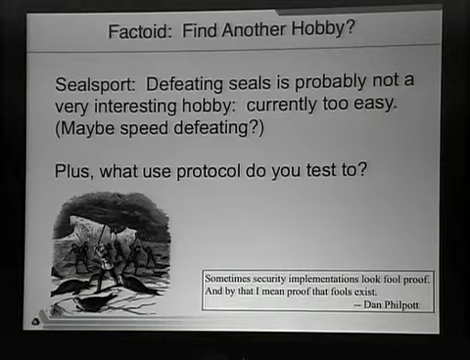 Factoid: Find Another Hobby?
Sealsport: Defeating seals is probably not a
very interesting hobby: currently too easy.
(Maybe speed defeating?)
Plus, what use protocol do you test to?
Sometimes security implementations look fool proof.
And by that I mean proof that fools exist.
-- Dan Philpott